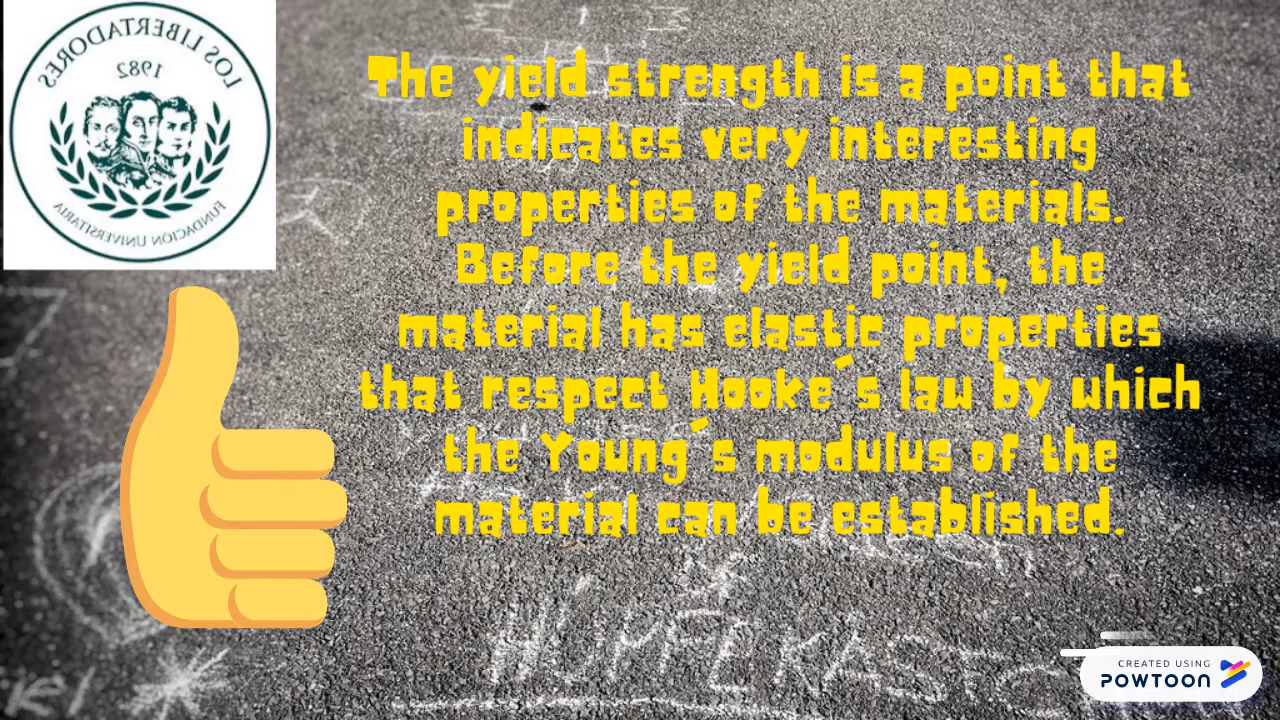 LOS LIBERTADORES
1982
FUNDACIÓN UNIVERSITARIA
The yield strength is a point that
indicates very interesting
properties of the materials.
Before the yield point, the
material has elastic properties
that respect Hooke´s law by which
the Young´s modulus of the
material can be established.
CREATED USING
POWTOON